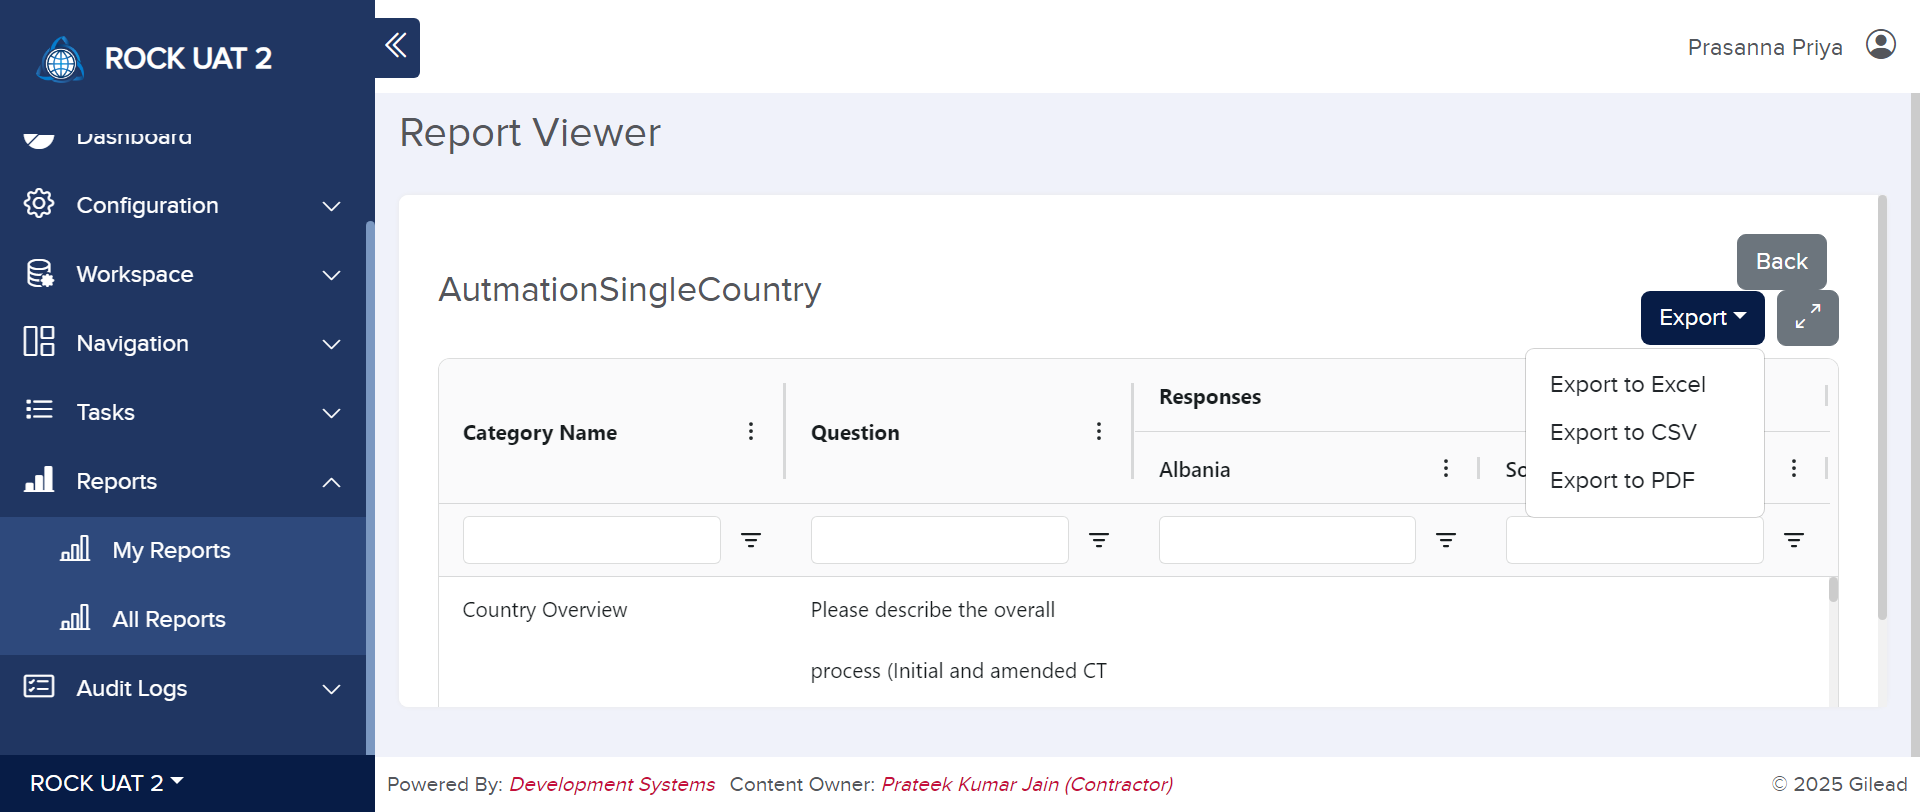 ROCK UAT 2
Prasanna Priya
Dashboard
Configuration
Workspace
Navigation
Tasks
Reports
My Reports
All Reports
Audit Logs
ROCK UAT 2
Report Viewer
AutmationSingleCountry
Back
Export
Export to Excel
Export to CSV
Export to PDF
Category Name
Question
Responses
Albania
Country Overview
Please describe the overall
process (Initial and amended CT
Powered By: Development Systems Content Owner: Prateek Kumar Jain (Contractor)
© 2025 Gilead